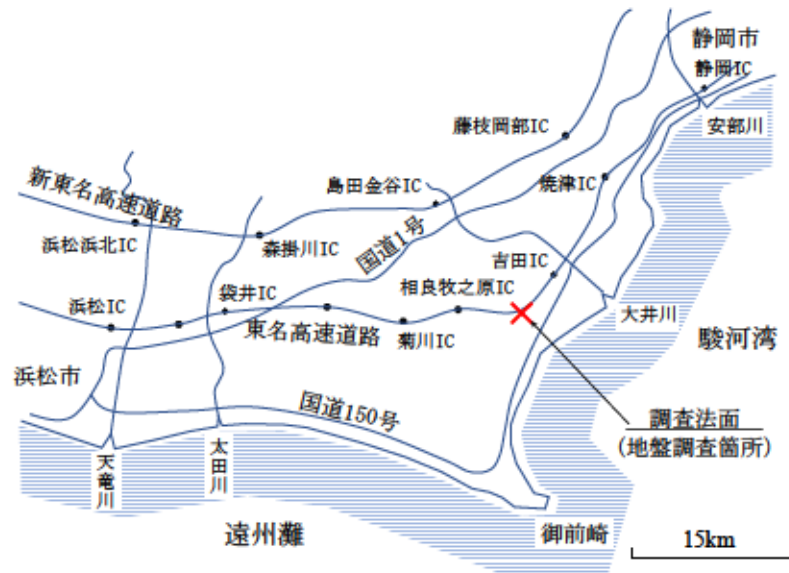 静岡市
静岡IC
安部川
藤枝岡部IC
焼津IC
島田金谷IC
新東名高速道路
浜松浜北IC
森掛川IC
国道1号
吉田IC
相良牧之原IC
袋井IC
浜松IC
東名高速道路
菊川IC
大井川
駿河湾
浜松市
国道150号
調査法面
(地盤調査箇所)
天竜川
太田川
遠州灘
御前崎
15km